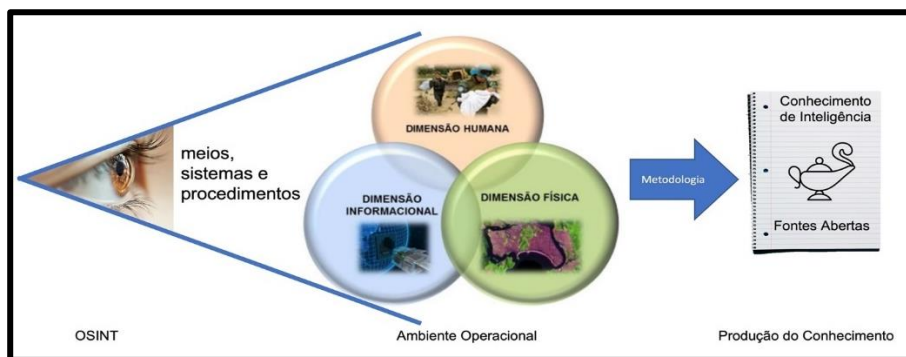 meios,
sistemas e
procedimentos
DIMENSÃO HUMANA
DIMENSÃO
INFORMACIONAL
DIMENSÃO FÍSICA
Metodologia
Conhecimento
de Inteligência
Fontes Abertas
OSINT
Ambiente Operacional
Produção do Conhecimento